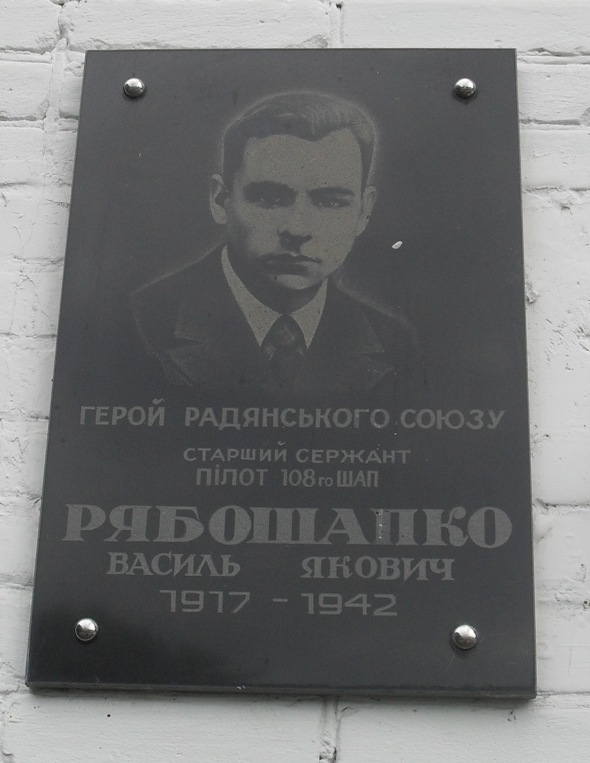 ГЕРОЙ РАДЯНСЬКОГО СОЮЗУ
СТАРШИЙ СЕРЖАНТ
ПІЛОТ 108го ШАП
РЯБОШАПКО
ВАСИЛЬ ЯКОВИЧ
1917 - 1942